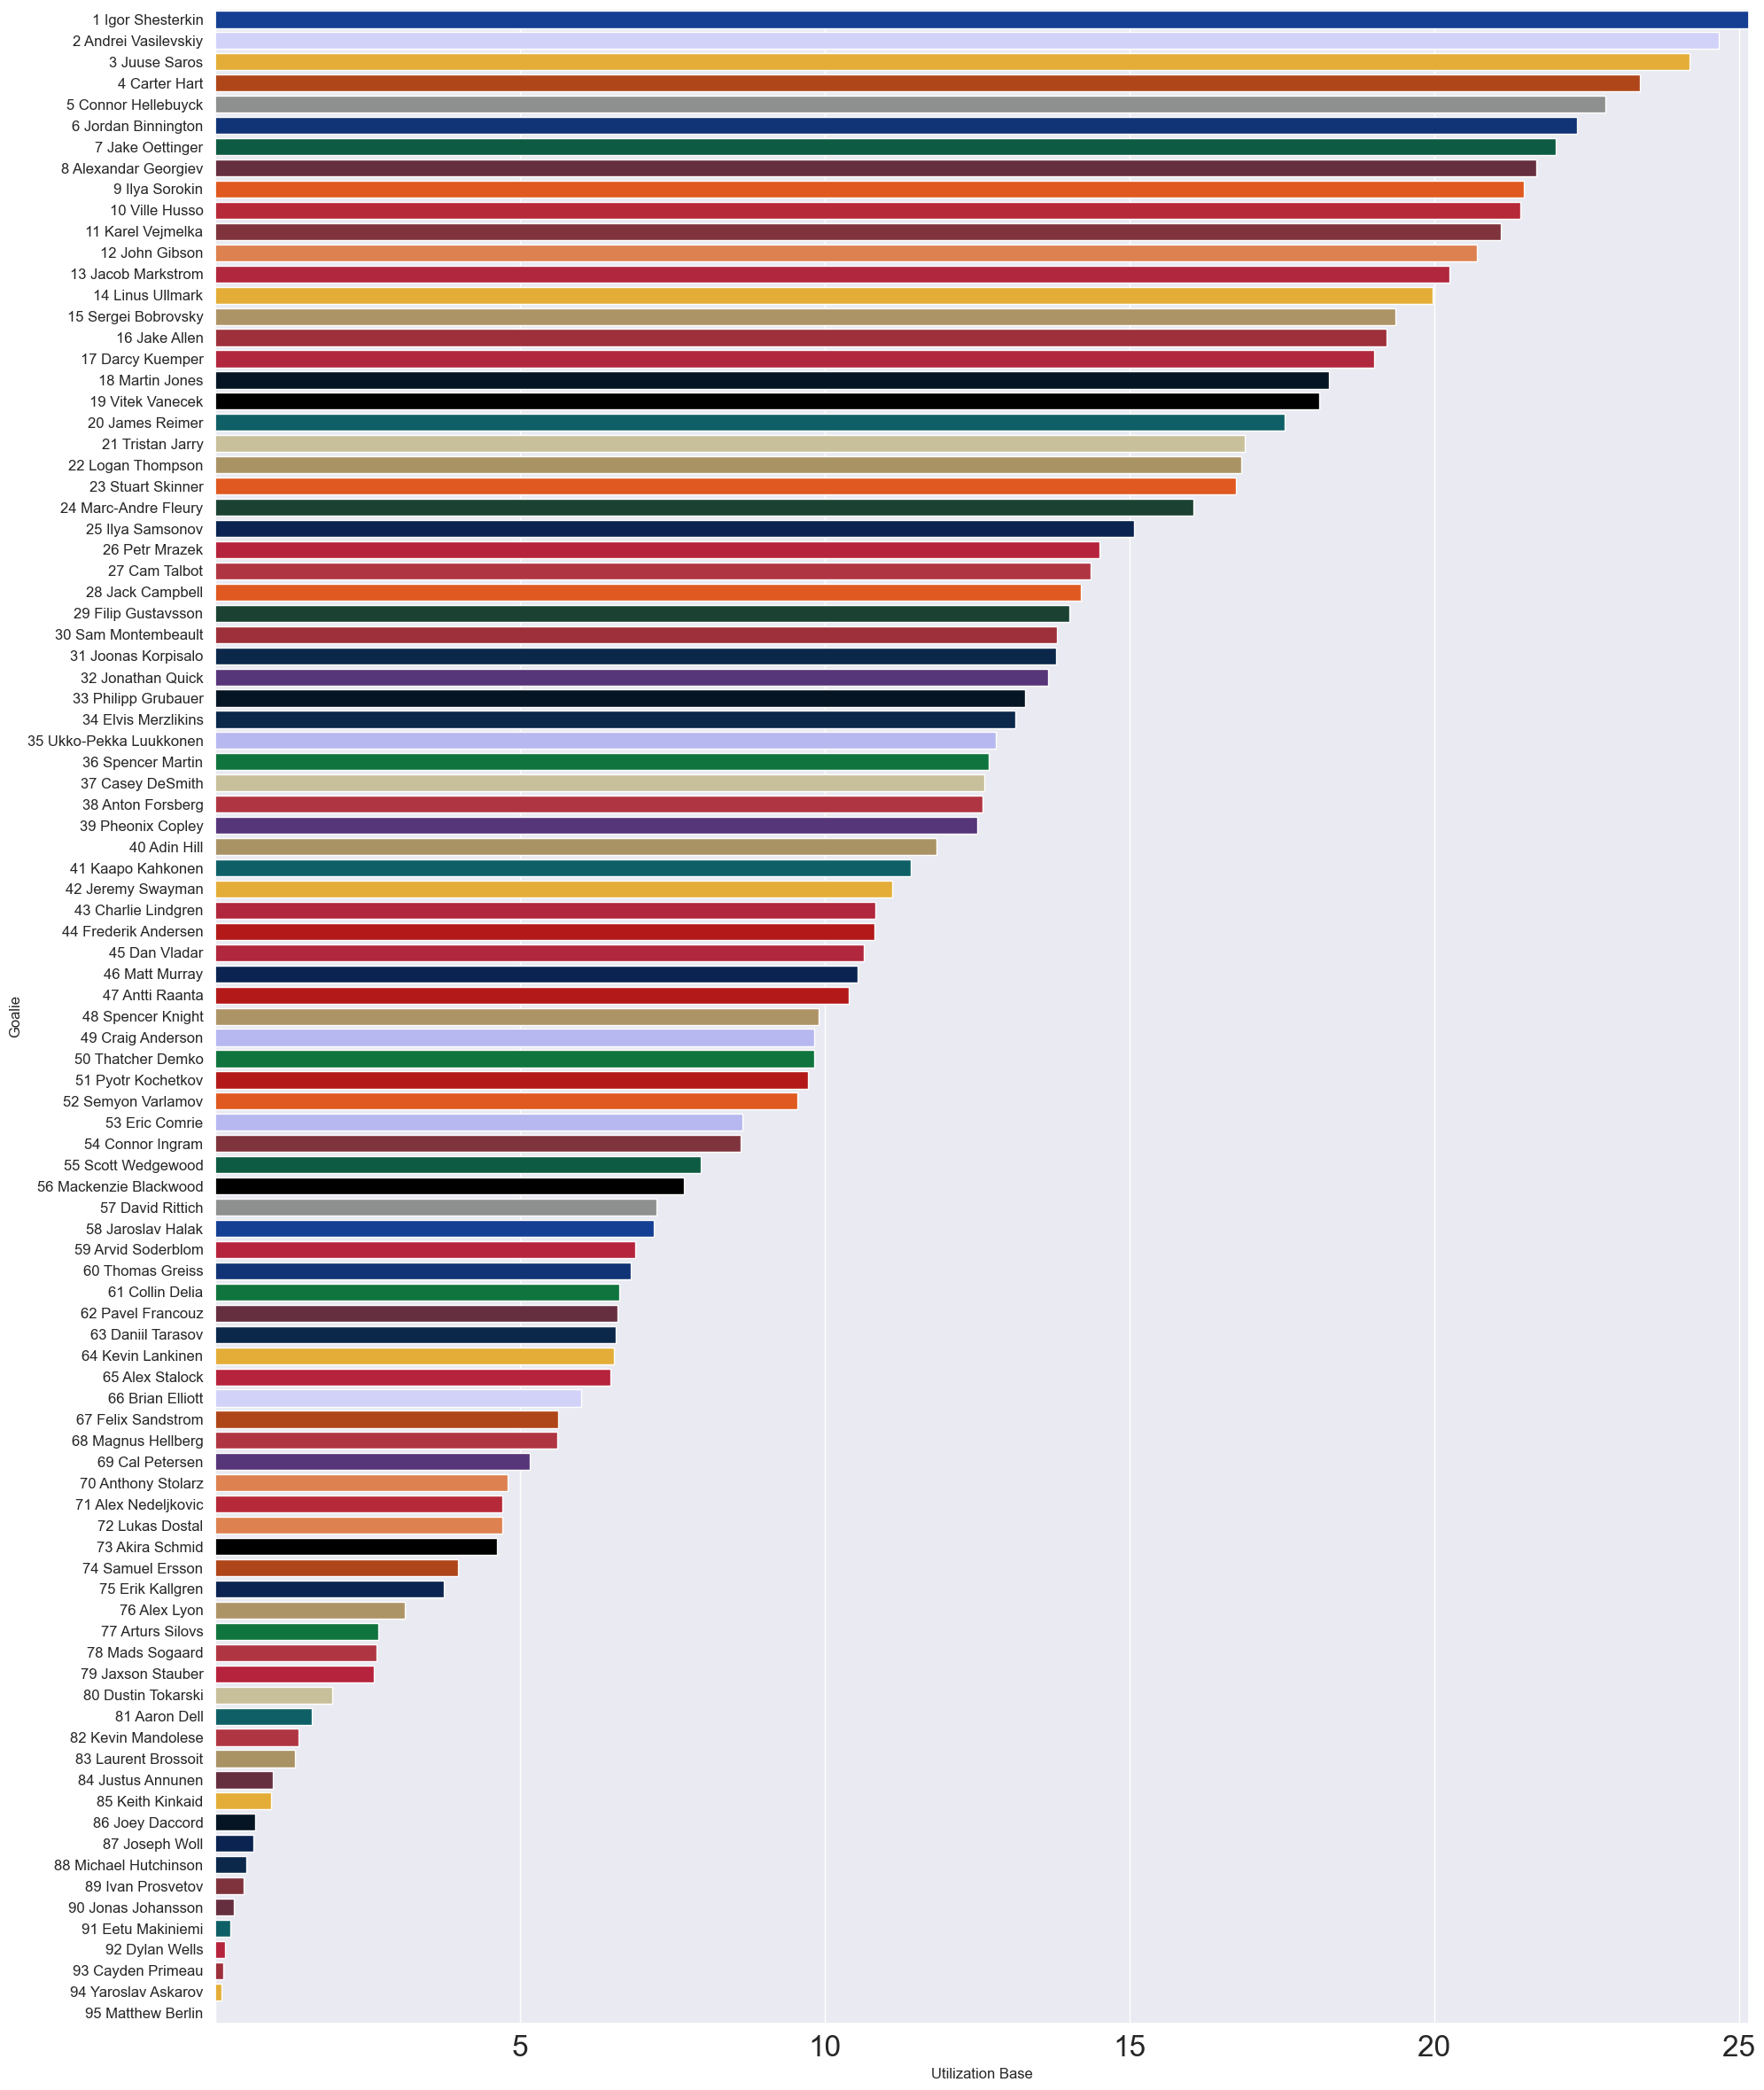 1 Igor Shesterkin
2 Andrei Vasilevskiy
3 Juuse Saros
4 Carter Hart
5 Connor Hellebuyck
6 Jordan Binnington
7 Jake Oettinger
8 Alexandar Georgiev
9 Ilya Sorokin
10 Ville Husso
11 Karel Vejmelka
12 John Gibson
13 Jacob Markstrom
14 Linus Ullmark
15 Sergei Bobrovsky
16 Jake Allen
17 Darcy Kuemper
18 Martin Jones
19 Vitek Vanecek
20 James Reimer
21 Tristan Jarry
22 Logan Thompson
23 Stuart Skinner
24 Marc-Andre Fleury
25 Ilya Samsonov
26 Petr Mrazek
27 Cam Talbot
28 Jack Campbell
29 Filip Gustavsson
30 Sam Montembeault
31 Joonas Korpisalo
32 Jonathan Quick
33 Philipp Grubauer
34 Elvis Merzlikins
35 Ukko-Pekka Luukkonen
36 Spencer Martin
37 Casey DeSmith
38 Anton Forsberg
39 Pheonix Copley
40 Adin Hill
41 Kaapo Kahkonen
42 Jeremy Swayman
43 Charlie Lindgren
44 Frederik Andersen
45 Dan Vladar
46 Matt Murray
47 Antti Raanta
48 Spencer Knight
49 Craig Anderson
50 Thatcher Demko
51 Pyotr Kochetkov
52 Semyon Varlamov
53 Eric Comrie
54 Connor Ingram
55 Scott Wedgewood
56 Mackenzie Blackwood
57 David Rittich
58 Jaroslav Halak
59 Arvid Soderblom
60 Thomas Greiss
61 Collin Delia
62 Pavel Francouz
63 Daniil Tarasov
64 Kevin Lankinen
65 Alex Stalock
66 Brian Elliott
67 Felix Sandstrom
68 Magnus Hellberg
69 Cal Petersen
70 Anthony Stolarz
71 Alex Nedeljkovic
72 Lukas Dostal
73 Akira Schmid
74 Samuel Ersson
75 Erik Kallgren
76 Alex Lyon
77 Arturs Silovs
78 Mads Sogaard
79 Jaxson Stauber
80 Dustin Tokarski
81 Aaron Dell
82 Kevin Mandolese
83 Laurent Brossoit
84 Justus Annunen
85 Keith Kinkaid
86 Joey Daccord
87 Joseph Woll
88 Michael Hutchinson
89 Ivan Prosvetov
90 Jonas Johansson
91 Eetu Makiniemi
92 Dylan Wells
93 Cayden Primeau
94 Yaroslav Askarov
95 Matthew Berlin
Goalie
5 10 15 20 25
Utilization Base